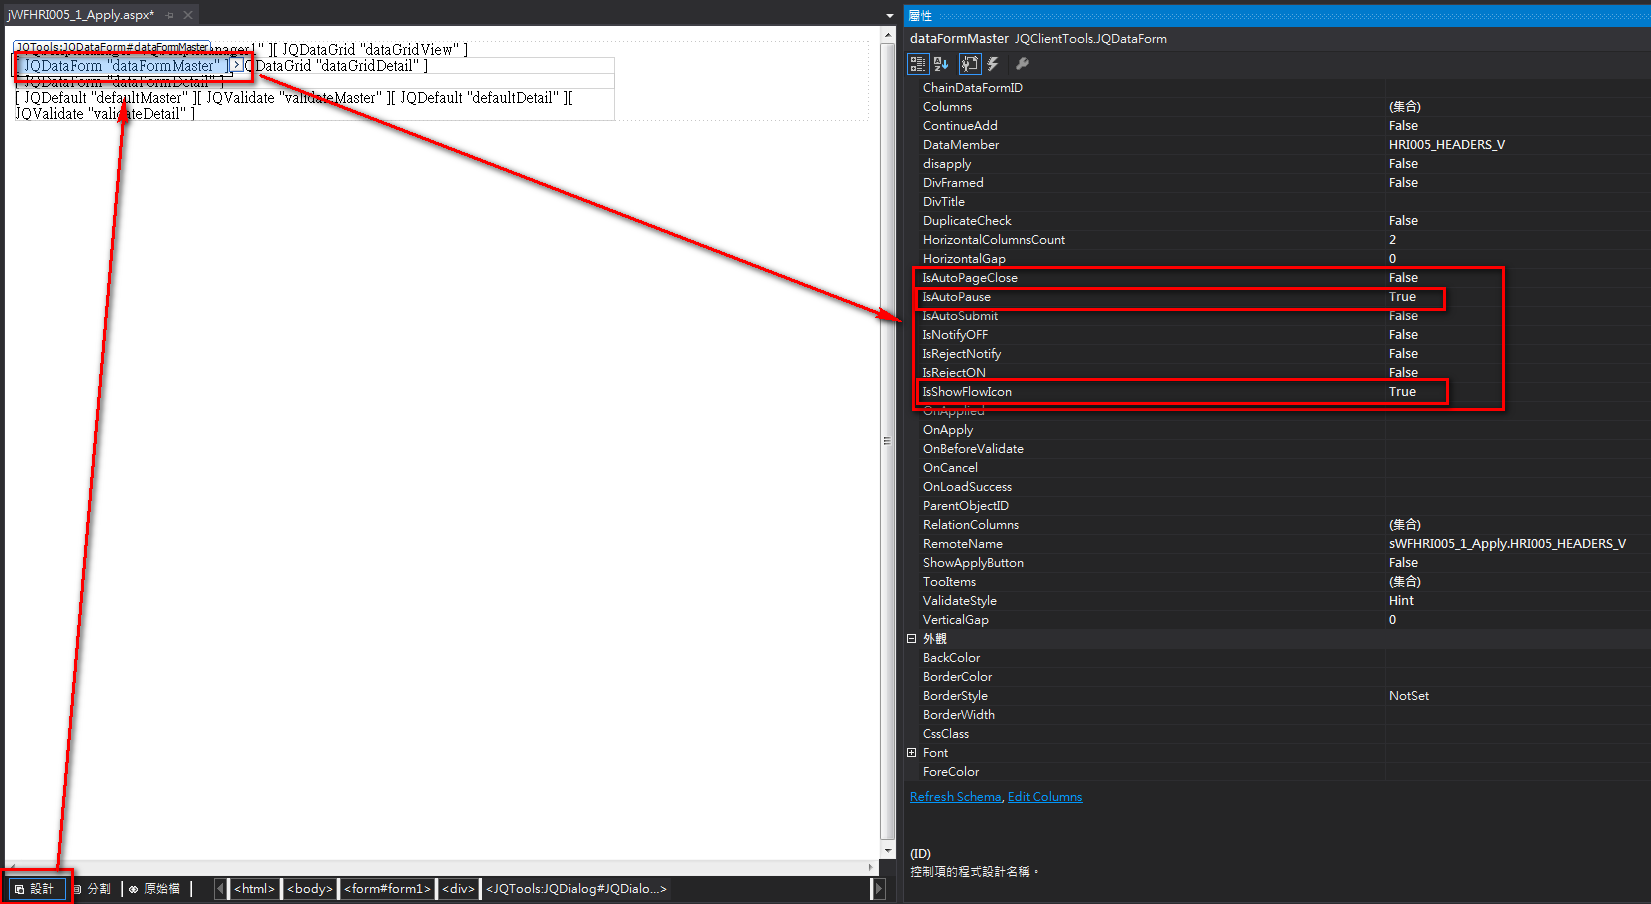 jWFHRI005_1_Apply.aspx*
JQTools:JQDataForm#dataFormMaster
anager1" ][ JQDataGrid "dataGridView" ]
[ JQDataForm "dataFormMaster" ]
QDataGrid "dataGridDetail" ]
[ JQDataForm "dataFormDetail" ]
[ JQDefault "defaultMaster" ][ JQValidate "validateMaster" ][ JQDefault "defaultDetail" ][
JQValidate "validateDetail" ]
設計
分割
原始檔
<html>
<body>
<form#form1>
<div>
<JQTools:JQDialog#JQDialo...>
屬性
dataFormMaster JQClientTools.JQDataForm
ChainDataFormID
Columns (集合)
ContinueAdd False
DataMember HRI005_HEADERS_V
disapply False
DivFramed False
DivTitle
DuplicateCheck False
HorizontalColumnsCount 2
HorizontalGap 0
IsAutoPageClose False
IsAutoPause True
IsAutoSubmit False
IsNotifyOFF False
IsRejectNotify False
IsRejectON False
IsShowFlowIcon True
OnApplied
OnApply
OnBeforeValidate
OnCancel
OnLoadSuccess
ParentObjectID
RelationColumns (集合)
RemoteName sWFHRI005_1_Apply.HRI005_HEADERS_V
ShowApplyButton False
TooItems (集合)
ValidateStyle Hint
VerticalGap 0
外觀
BackColor
BorderColor
BorderStyle NotSet
BorderWidth
CssClass
Font
ForeColor
Refresh Schema, Edit Columns
(ID)
控制項的程式設計名稱。